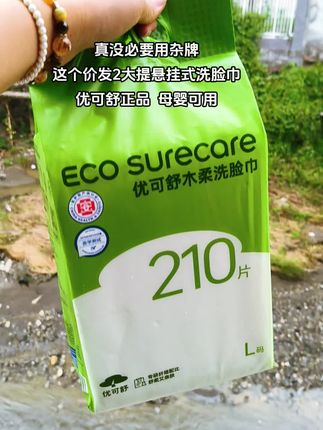 真没必要用杂牌
这个价发2大提悬挂式洗脸巾
优可舒正品 母婴可用
ECO surecare
优可舒木柔洗脸巾
210片
L码
优可舒